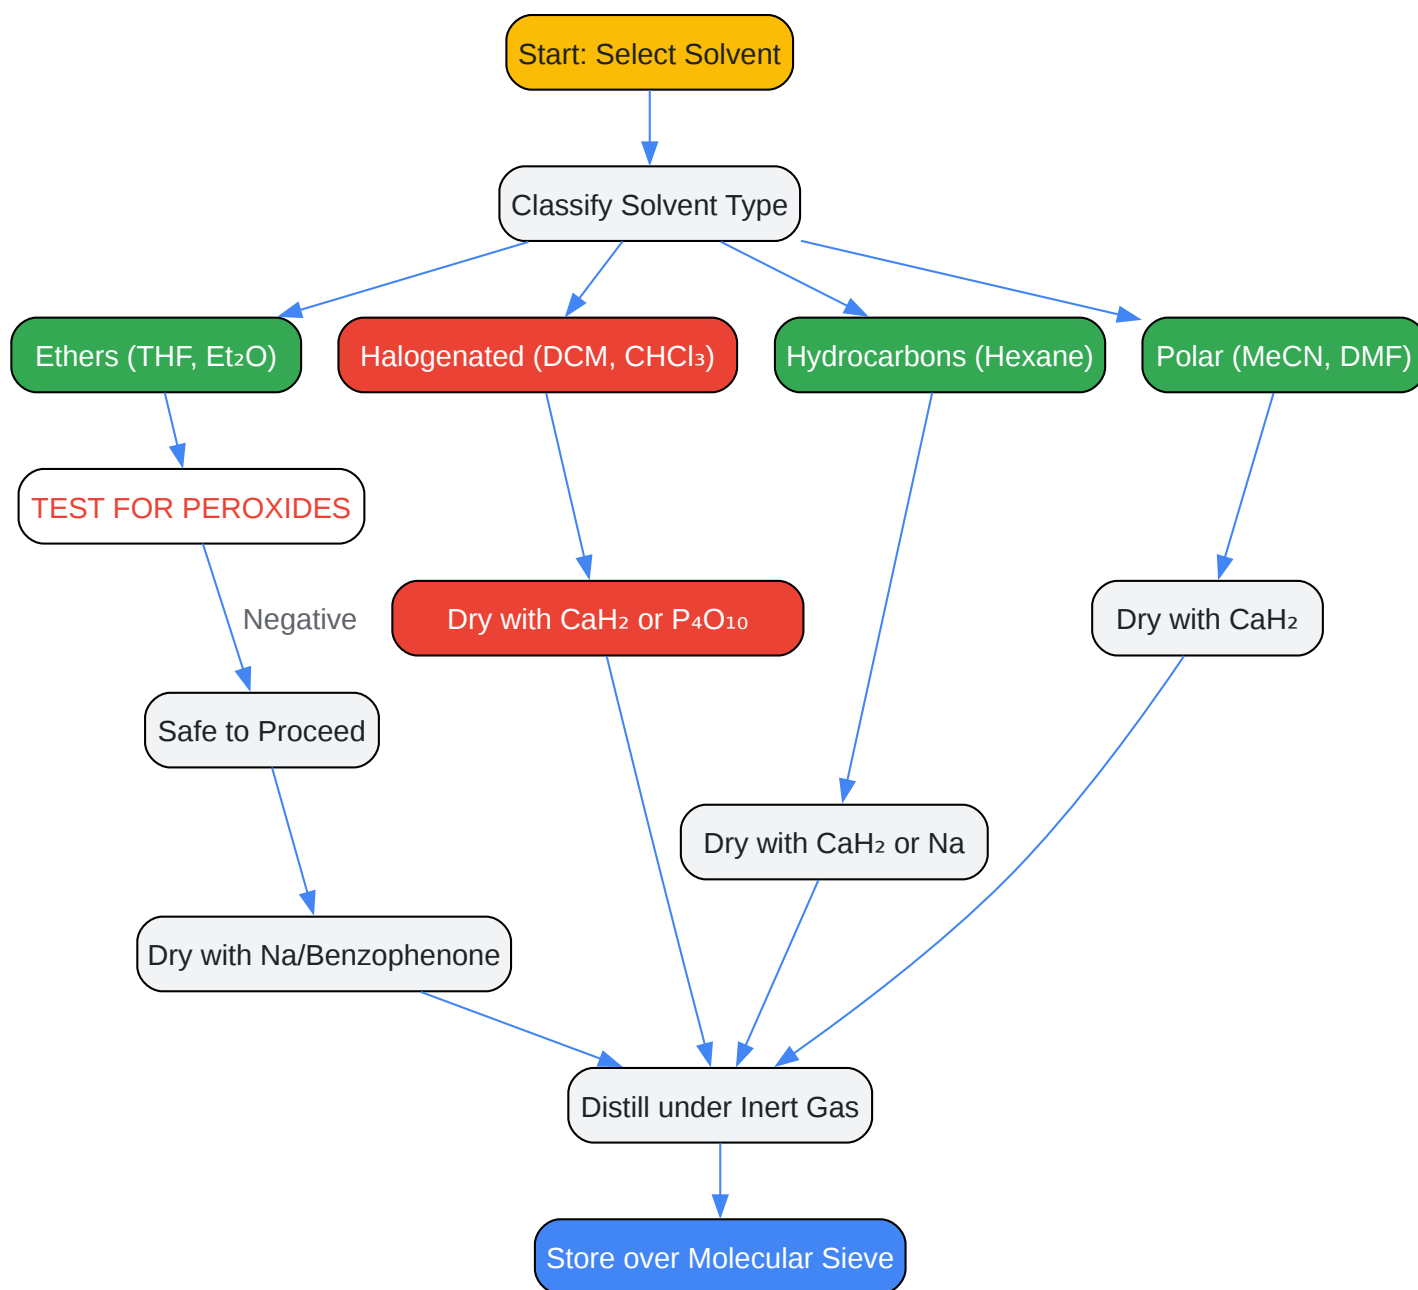 Start: Select Solvent
Classify Solvent Type
Ethers (THF, Et₂O)
Halogenated (DCM, CHCl₃)
Hydrocarbons (Hexane)
Polar (MeCN, DMF)
TEST FOR PEROXIDES
Negative
Dry with CaH₂ or P₄O₁₀
Dry with CaH₂
Safe to Proceed
Dry with CaH₂ or Na
Dry with Na/Benzophenone
Distill under Inert Gas
Store over Molecular Sieve